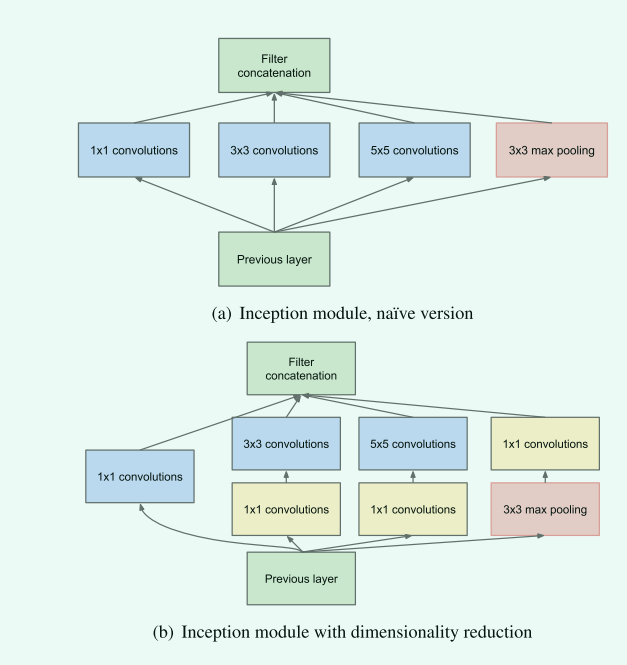 Filter
concatenation
1x1 convolutions
3x3 convolutions
5x5 convolutions
3x3 max pooling
Previous layer
(a) Inception module, naïve version
Filter
concatenation
3x3 convolutions
5x5 convolutions
1x1 convolutions
1x1 convolutions
1x1 convolutions
1x1 convolutions
3x3 max pooling
Previous layer
(b) Inception module with dimensionality reduction